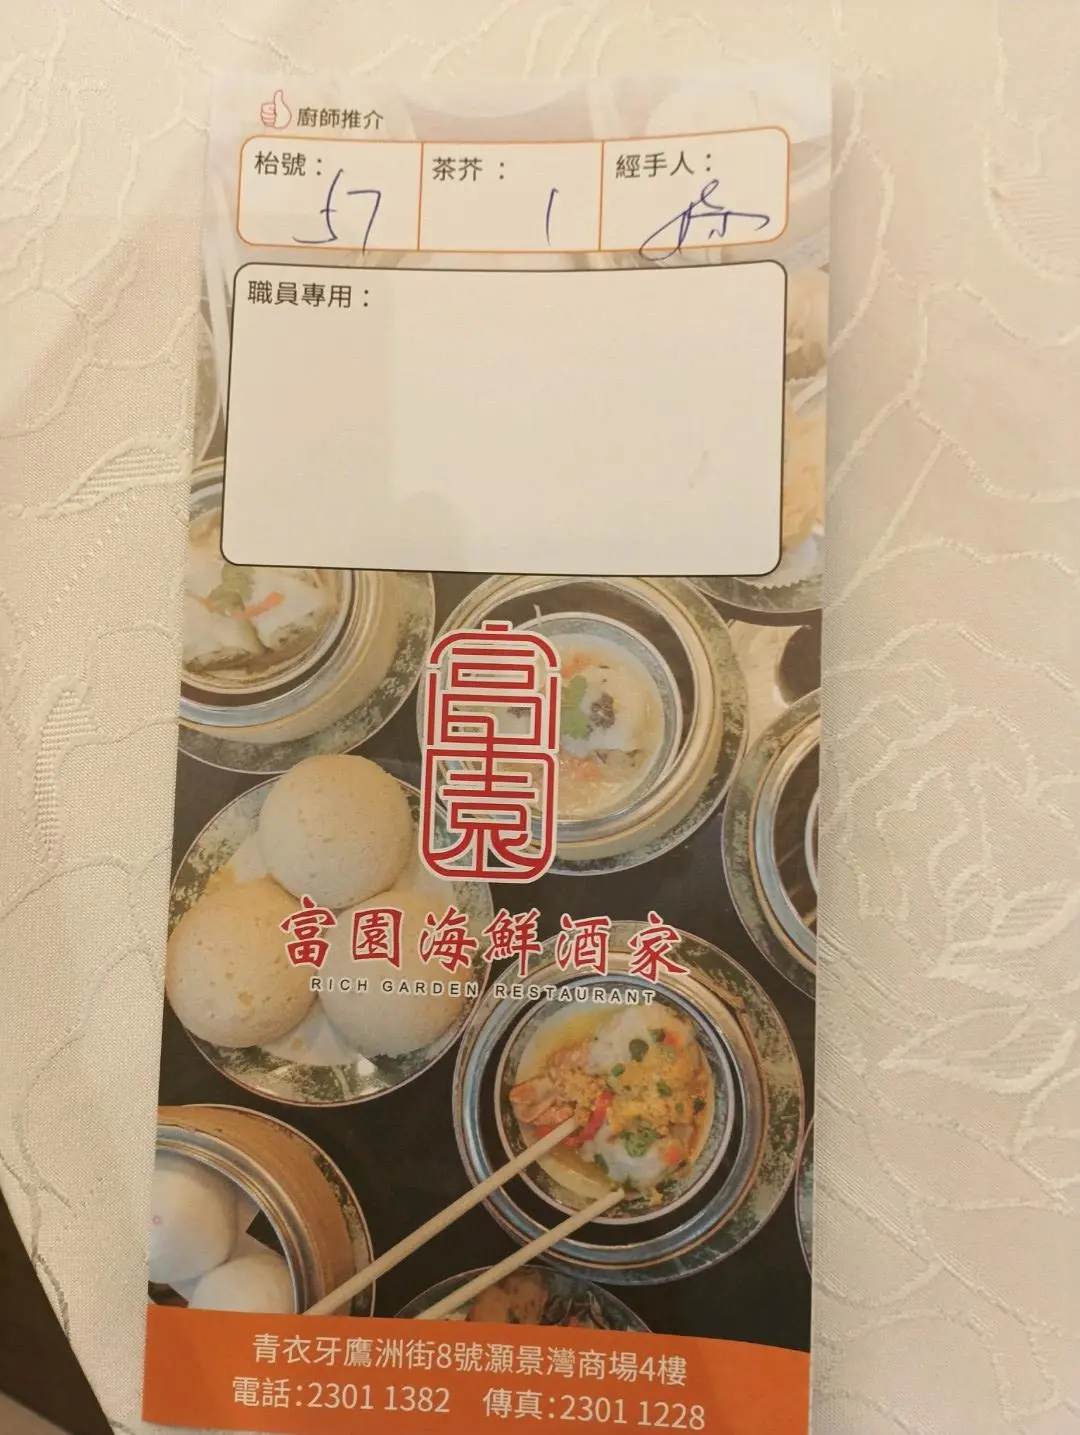 廚師推介
枱號： 茶芥： 經手人：
57 1
職員專用：
富園
富園海鮮酒家
RICH GARDEN RESTAURANT
青衣牙鷹洲街8號灝景灣商場4樓
電話：2301 1382 傳真：2301 1228